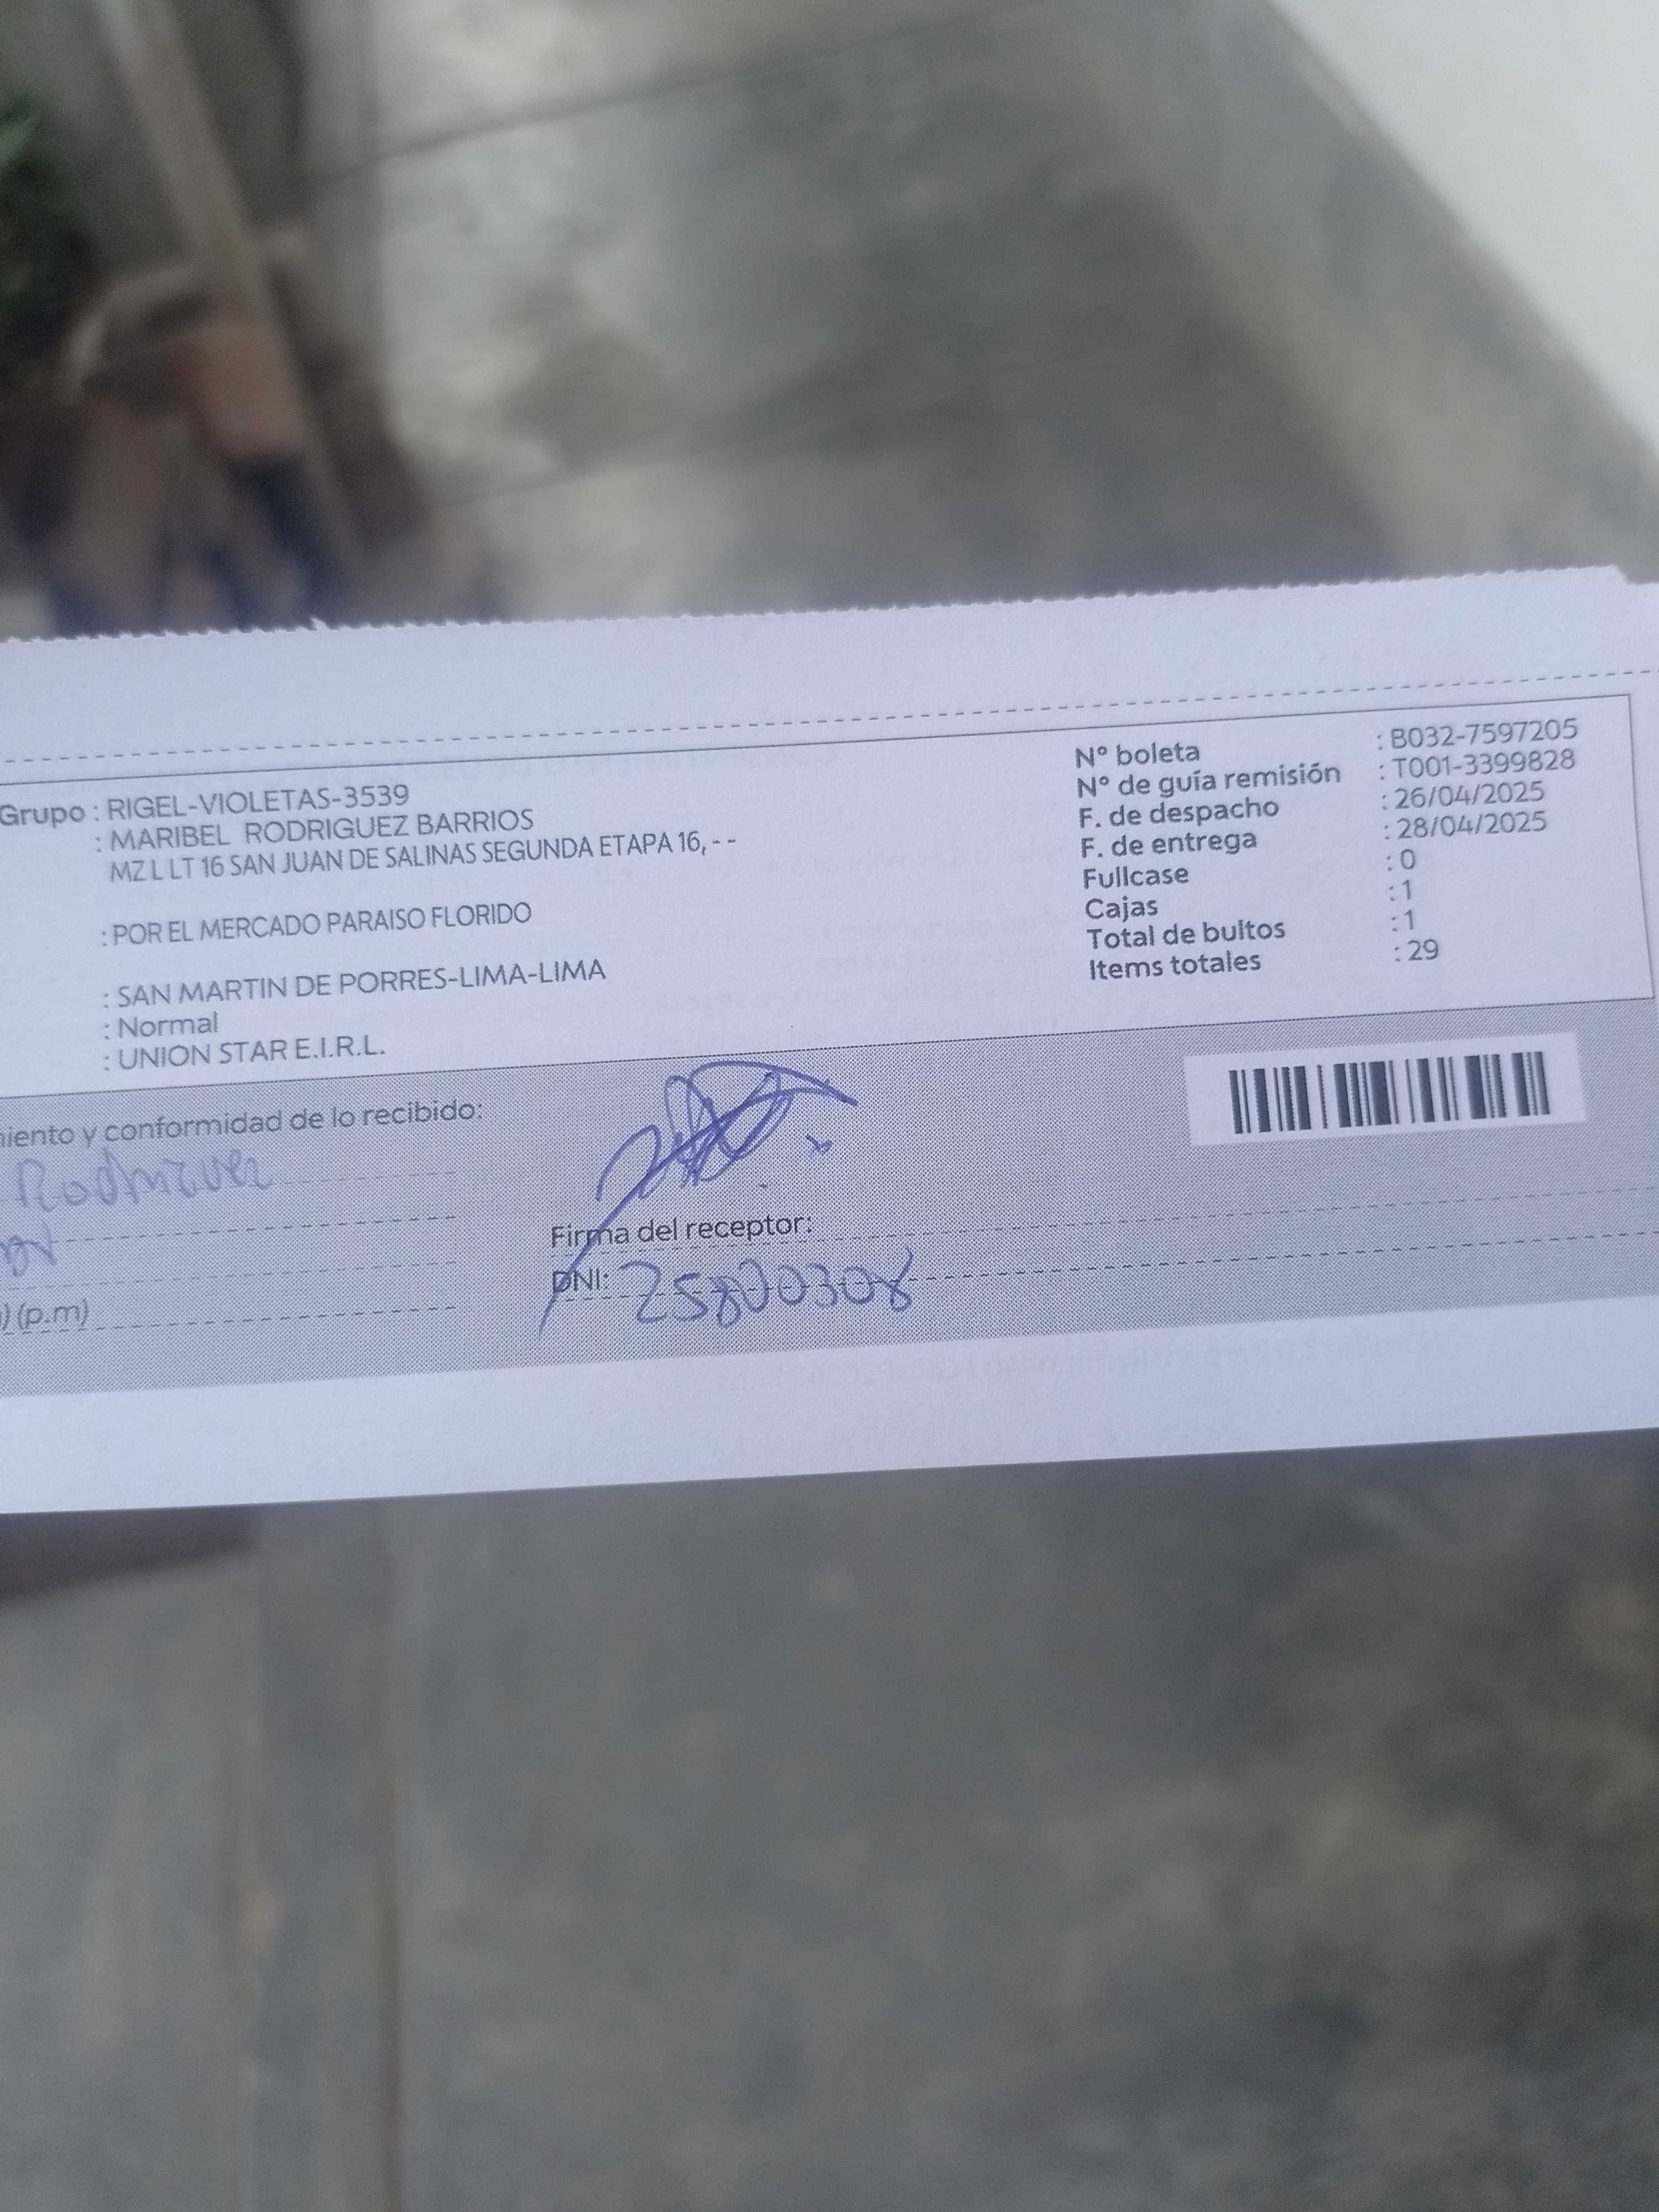 Grupo : RIGEL-VIOLETAS-3539
: MARIBEL RODRIGUEZ BARRIOS
MZ L LT 16 SAN JUAN DE SALINAS SEGUNDA ETAPA 16, - -
: POR EL MERCADO PARAISO FLORIDO
: SAN MARTIN DE PORRES-LIMA-LIMA
: Normal
: UNION STAR E.I.R.L.
N° boleta : B032-7597205
N° de guía remisión : T001-3399828
F. de despacho : 26/04/2025
F. de entrega : 28/04/2025
Fullcase : 0
Cajas : 1
Total de bultos : 1
Items totales : 29
miento y conformidad de lo recibido:
Firma del receptor:
DNI: 25800308
) (p.m)